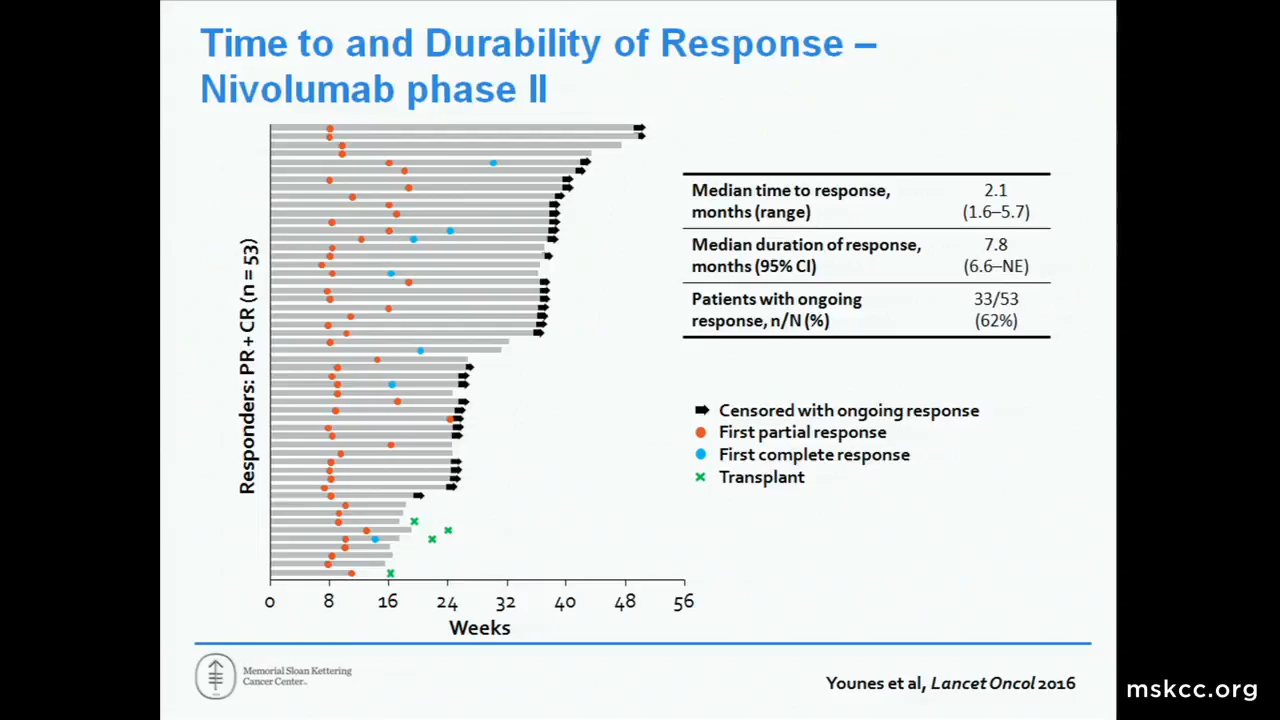 Time to and Durability of Response –
Nivolumab phase II
Responders: PR + CR (n = 53)
0 8 16 24 32 40 48 56
Weeks
Median time to response, months (range) 2.1 (1.6–5.7)
Median duration of response, months (95% CI) 7.8 (6.6–NE)
Patients with ongoing response, n/N (%) 33/53 (62%)
Censored with ongoing response
First partial response
First complete response
Transplant
Memorial Sloan Kettering
Cancer Center
Younes et al, Lancet Oncol 2016
mskcc.org